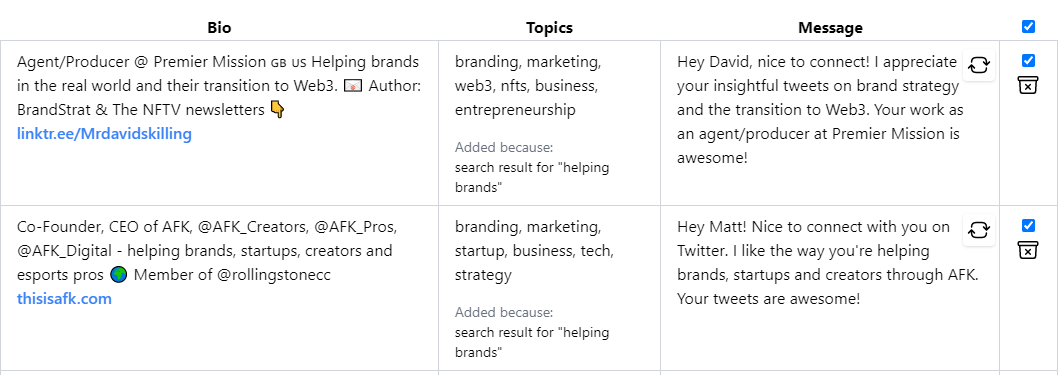 Bio Topics Message
Agent/Producer @ Premier Mission GB US Helping brands
in the real world and their transition to Web3. 💌 Author:
BrandStrat & The NFTV newsletters 👇
linktr.ee/Mrdavidskilling
branding, marketing,
web3, nfts, business,
entrepreneurship
Added because:
search result for "helping
brands"
Hey David, nice to connect! I appreciate
your insightful tweets on brand strategy
and the transition to Web3. Your work as
an agent/producer at Premier Mission is
awesome!
Co-Founder, CEO of AFK, @AFK_Creators, @AFK_Pros,
@AFK_Digital - helping brands, startups, creators and
esports pros 🌍 Member of @rollingstonecc
thisisafk.com
branding, marketing,
startup, business, tech,
strategy
Added because:
search result for "helping
brands"
Hey Matt! Nice to connect with you on
Twitter. I like the way you're helping
brands, startups and creators through AFK.
Your tweets are awesome!